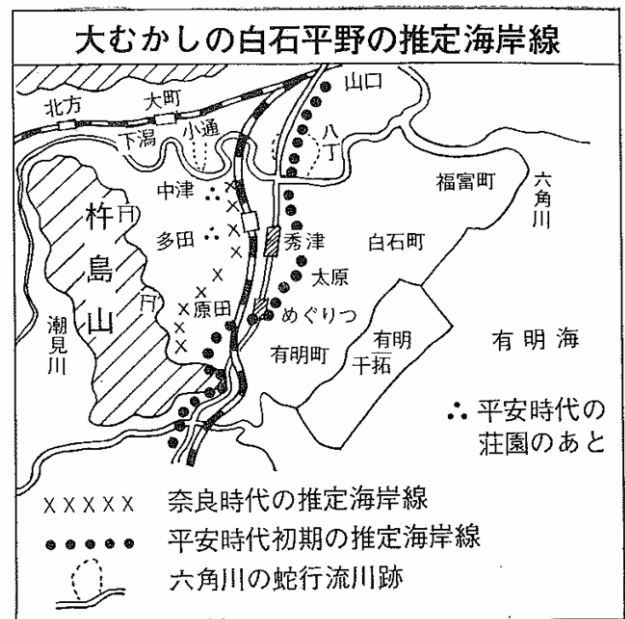 大むかしの白石平野の推定海岸線
山口
北方
大町
下潟
小通
八丁
中津
福富町
六角川
杵島山
多田
秀津
白石町
太原
潮見川
原田
めぐりつ
有明町
有明干拓
有明海
∴ 平安時代の
荘園のあと
××××× 奈良時代の推定海岸線
●●●●● 平安時代初期の推定海岸線
六角川の蛇行流川跡